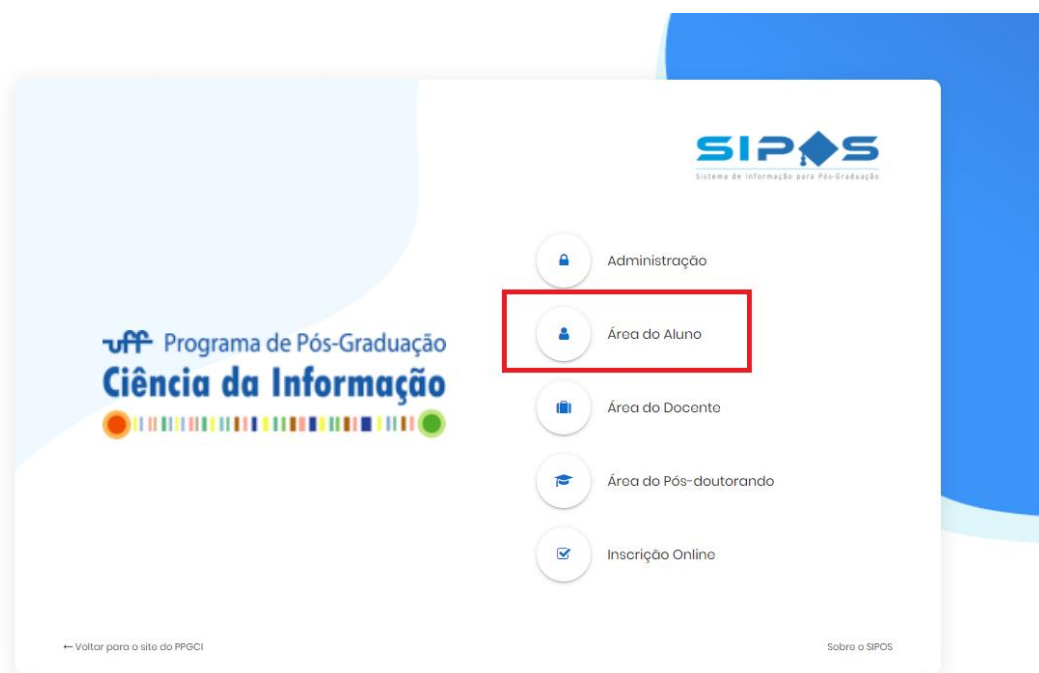 SIPOS
Sistema de Informação para Pós-Graduação
Administração
Área do Aluno
uff Programa de Pós-Graduação
Ciência da Informação
Área do Docente
Área do Pós-doutorando
Inscrição Online
← Voltar para o site do PPGCI
Sobre o SIPOS